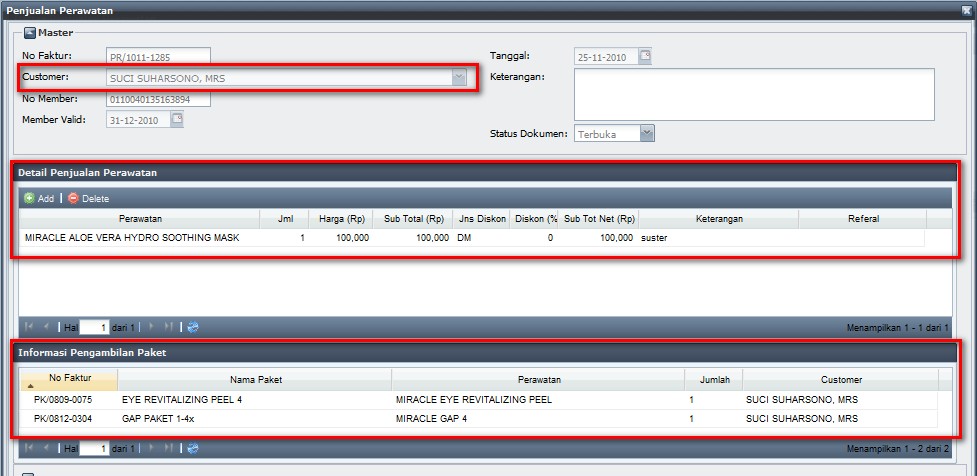 Penjualan Perawatan
Master
No Faktur: PR/1011-1285 Tanggal: 25-11-2010
Customer: SUCI SUHARSONO, MRS Keterangan:
No Member: 0110040135163894
Member Valid: 31-12-2010
Status Dokumen: Terbuka
Detail Penjualan Perawatan
Add Delete
Perawatan Jml Harga (Rp) Sub Total (Rp) Jns Diskon Diskon (% Sub Tot Net (Rp) Keterangan Referal
MIRACLE ALOE VERA HYDRO SOOTHING MASK 1 100,000 100,000 DM 0 100,000 suster
Hal 1 dari 1 Menampilkan 1 - 1 dari 1
Informasi Pengambilan Paket
No Faktur Nama Paket Perawatan Jumlah Customer
PK/0809-0075 EYE REVITALIZING PEEL 4 MIRACLE EYE REVITALIZING PEEL 1 SUCI SUHARSONO, MRS
PK/0812-0304 GAP PAKET 1-4x MIRACLE GAP 4 1 SUCI SUHARSONO, MRS
Hal 1 dari 1 Menampilkan 1 - 2 dari 2